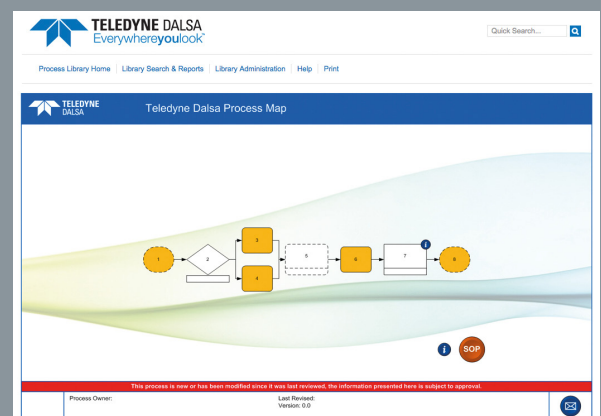 TELEDYNE DALSA
Everywhereyoulook™
Quick Search...
Process Library Home Library Search & Reports Library Administration Help Print
TELEDYNE
DALSA
Teledyne Dalsa Process Map
1
2
3
4
5
6
7
i
8
i
SOP
This process is new or has been modified since it was last reviewed, the information presented here is subject to approval.
Process Owner:
Last Revised:
Version: 0.0